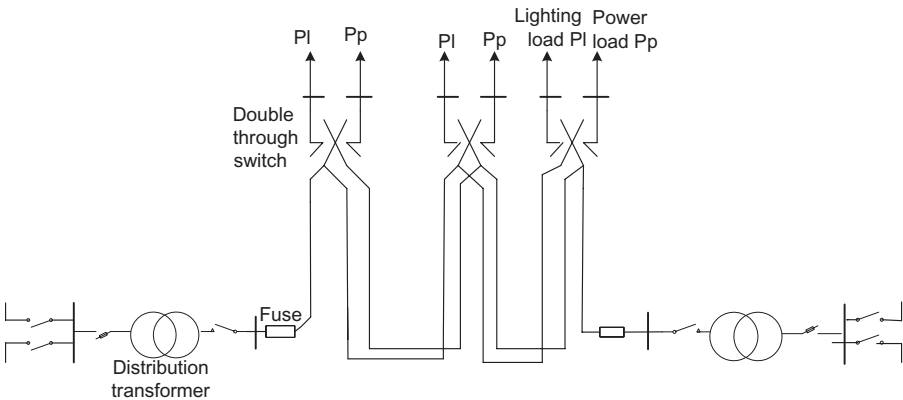 Pl
Pp
Pl
Pp
Lighting
load Pl
Power
load Pp
Double
through
switch
Fuse
Distribution
transformer